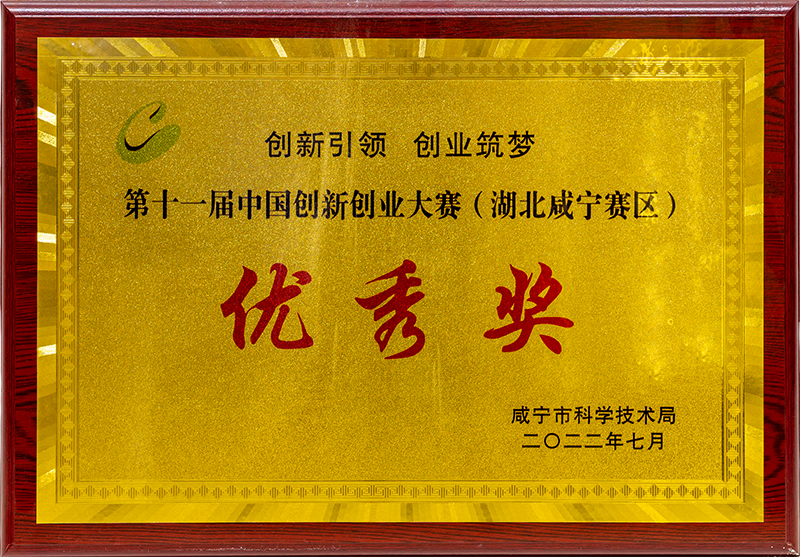 创新引领 创业筑梦
第十一届中国创新创业大赛（湖北咸宁赛区）
优秀奖
咸宁市科学技术局
二〇二二年七月